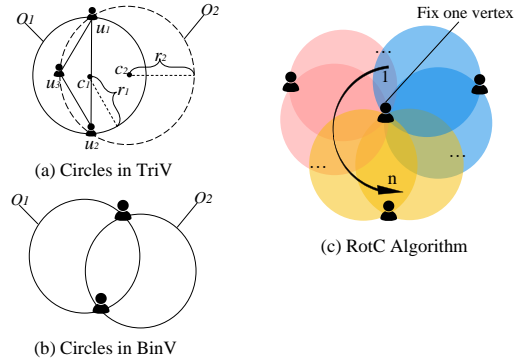 O1
O2
u1
r2
c2
u3
c1
r1
u2
(a) Circles in TriV
O1
O2
(b) Circles in BinV
Fix one vertex
...
1
...
...
n
(c) RotC Algorithm